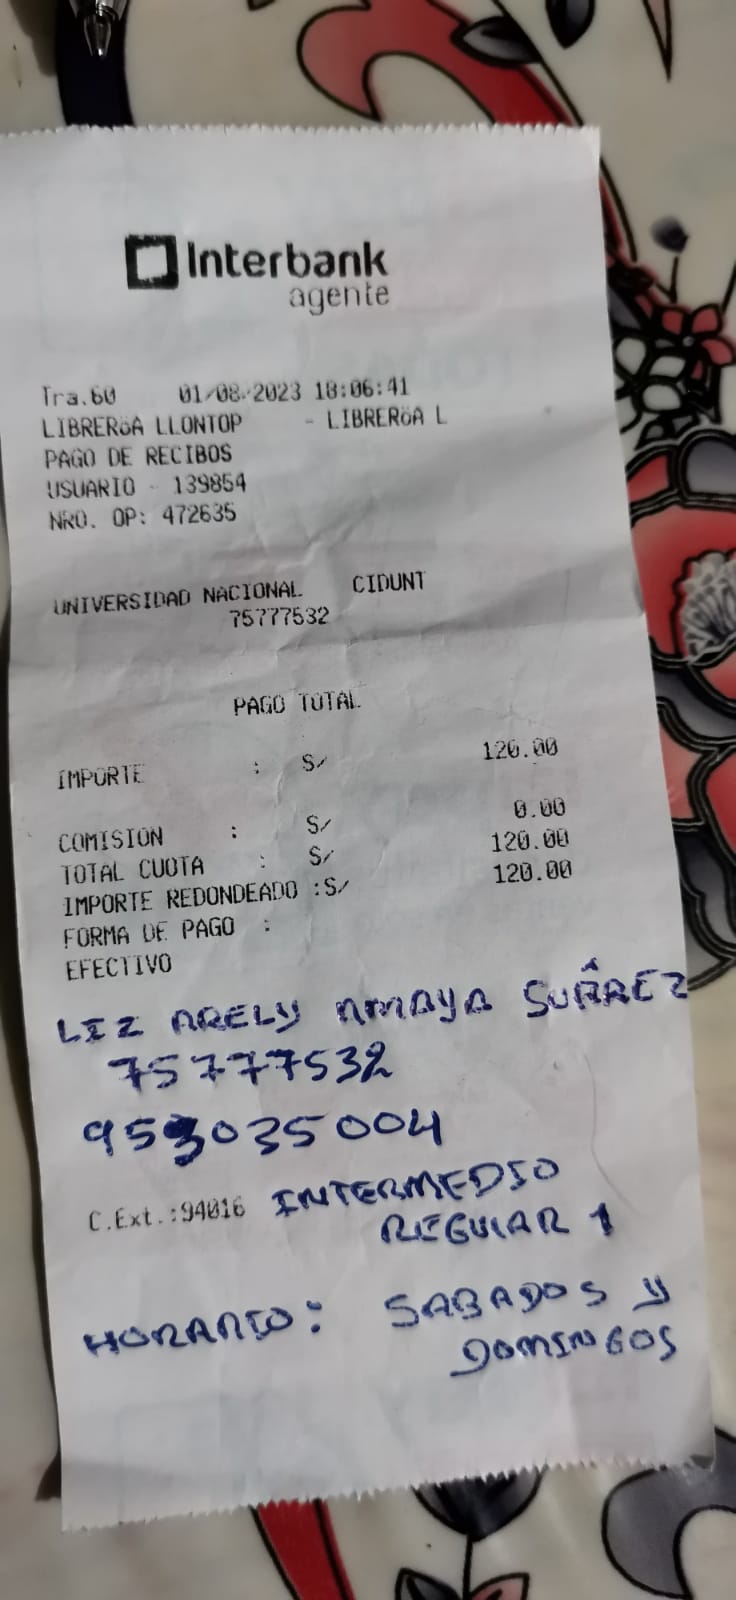 Interbank
agente
Tra.60 01/08/2023 18:06:41
LIBRERöA LLONTOP - LIBRERöA L
PAGO DE RECIBOS
USUARIO - 139854
NRO. OP: 472635
UNIVERSIDAD NACIONAL CIDUNT
75777532
PAGO TOTAL
IMPORTE : S/ 120.00
COMISION : S/ 0.00
TOTAL CUOTA : S/ 120.00
IMPORTE REDONDEADO :S/ 120.00
FORMA DE PAGO :
EFECTIVO
LIZ ARELY AMAYA SUÁREZ
75777532
953035004
C.Ext.:94016 INTERMEDIO
REGULAR 1
HORARIO: SABADOS y
DOMINGOS